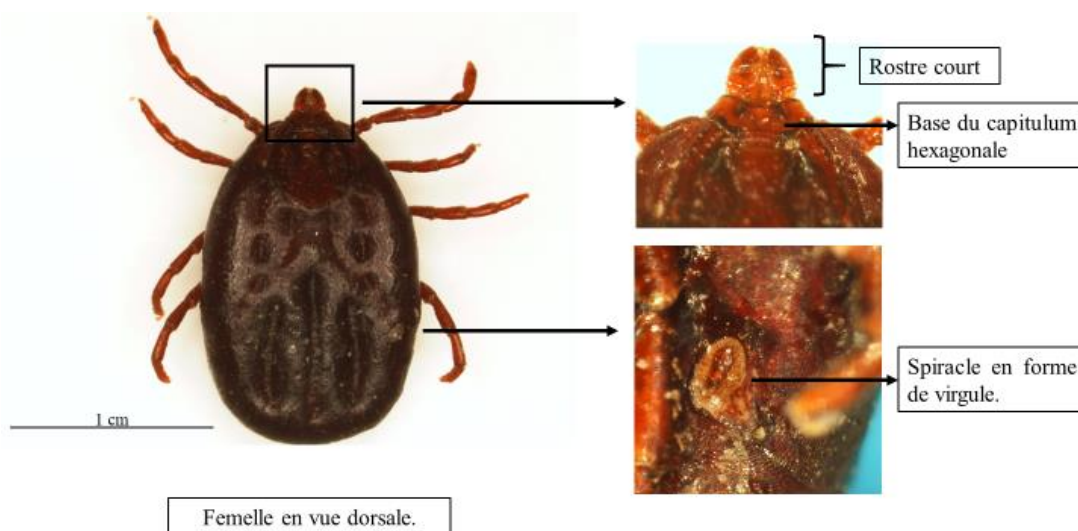 Rostre court
Base du capitulum
hexagonale
Spiracle en forme
de virgule.
1 cm
Femelle en vue dorsale.